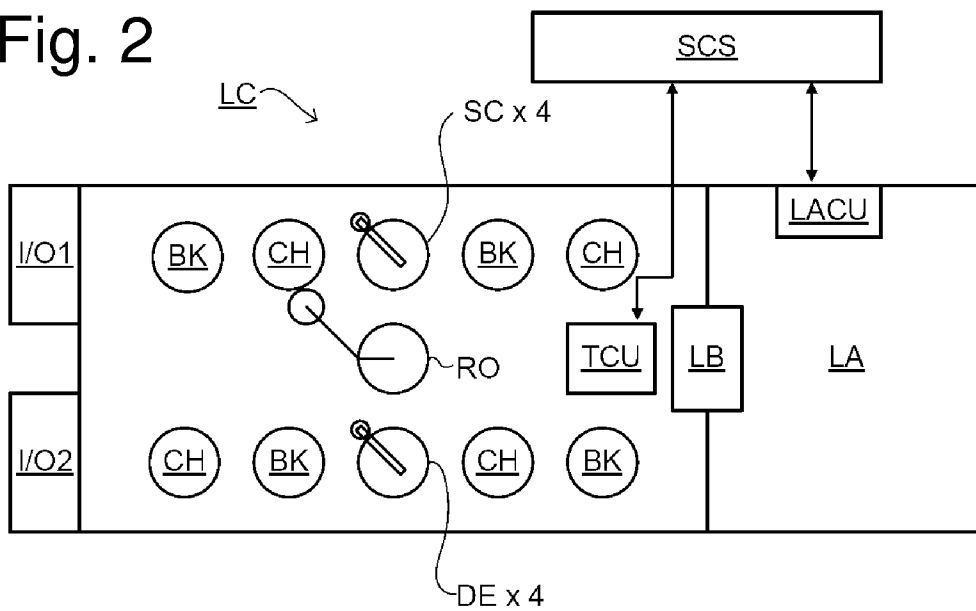 Fig. 2
SCS
LC
SC x 4
LACU
I/O1
BK
CH
BK
CH
RO
TCU
LB
LA
I/O2
CH
BK
CH
BK
DE x 4